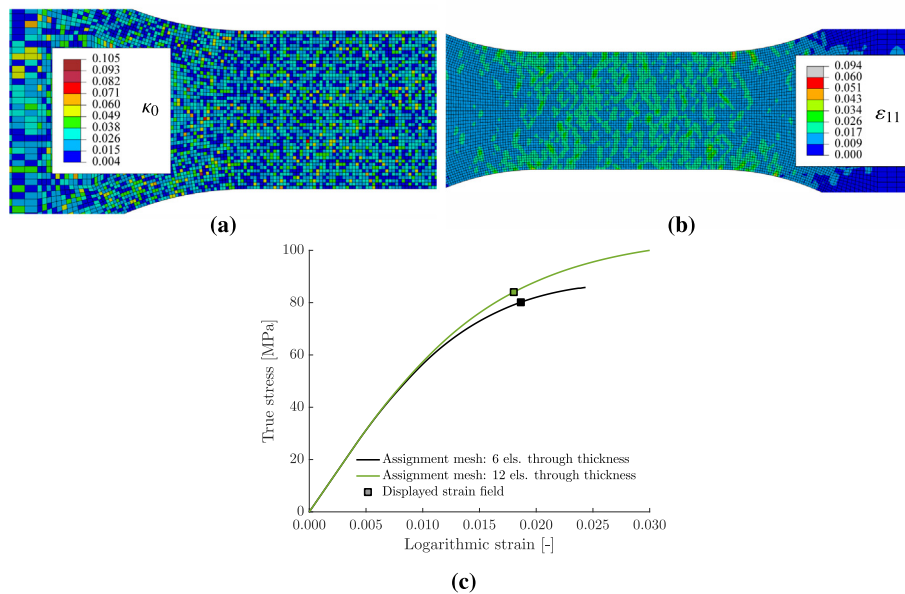 κ0
0.105
0.093
0.082
0.071
0.060
0.049
0.038
0.026
0.015
0.004
(a)
ε11
0.094
0.060
0.051
0.043
0.034
0.026
0.017
0.009
0.000
(b)
True stress [MPa]
100
80
60
40
20
0
Assignment mesh: 6 els. through thickness
Assignment mesh: 12 els. through thickness
Displayed strain field
0.000 0.005 0.010 0.015 0.020 0.025 0.030
Logarithmic strain [-]
(c)